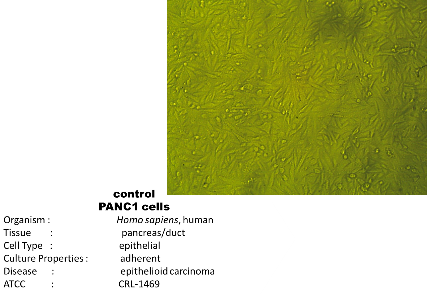 control
PANC1 cells
Organism : Homo sapiens, human
Tissue : pancreas/duct
Cell Type : epithelial
Culture Properties : adherent
Disease : epithelioid carcinoma
ATCC : CRL-1469